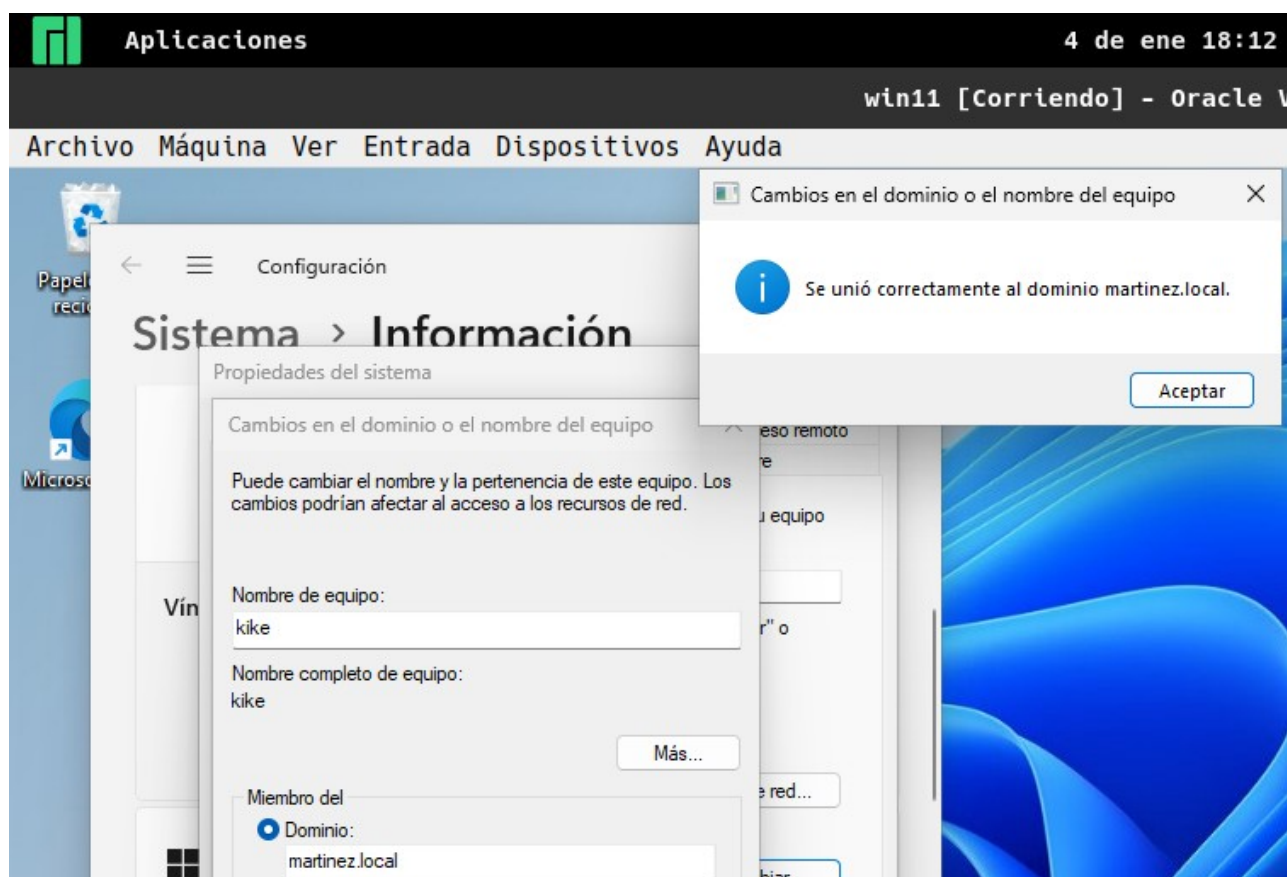 Aplicaciones
4 de ene 18:12
win11 [Corriendo] - Oracle
Archivo Máquina Ver Entrada Dispositivos Ayuda
Cambios en el dominio o el nombre del equipo
Se unió correctamente al dominio martinez.local.
Aceptar
Configuración
Sistema > Información
Propiedades del sistema
Cambios en el dominio o el nombre del equipo
remoto
Puede cambiar el nombre y la pertenencia de este equipo. Los
cambios podrían afectar al acceso a los recursos de red.
equipo
Nombre de equipo:
kike
" o
Nombre completo de equipo:
kike
Más...
red...
Miembro del
Dominio:
martinez.local